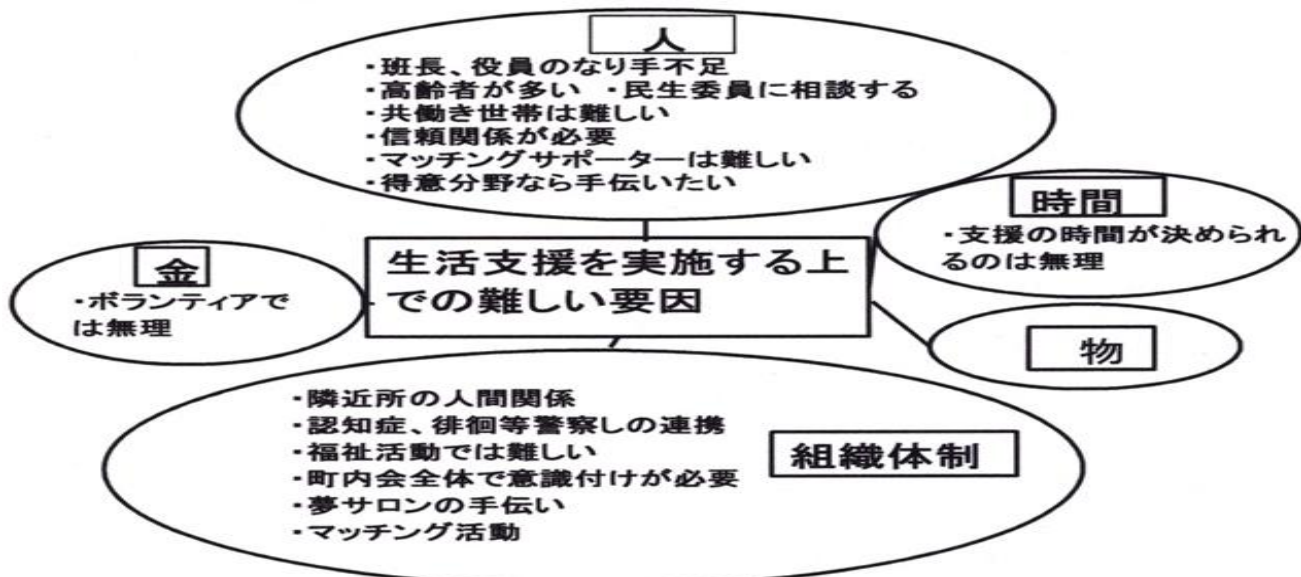 人
・班長、役員のなり手不足
・高齢者が多い ・民生委員に相談する
・共働き世帯は難しい
・信頼関係が必要
・マッチングサポーターは難しい
・得意分野なら手伝いたい
時間
・支援の時間が決められ
るのは無理
金
・ボランティアで
は無理
生活支援を実施する上
での難しい要因
物
・隣近所の人間関係
・認知症、徘徊等警察しの連携
・福祉活動では難しい
組織体制
・町内会全体で意識付けが必要
・夢サロンの手伝い
・マッチング活動